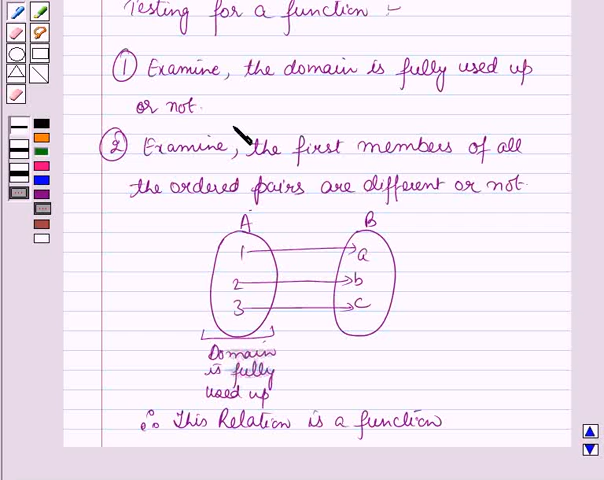 Testing for a function :-
① Examine, the domain is fully used up
or not.
② Examine, the first members of all
the ordered pairs are different or not
A B
1 a
2 b
3 c
Domain
is fully
used up
∴ This Relation is a function